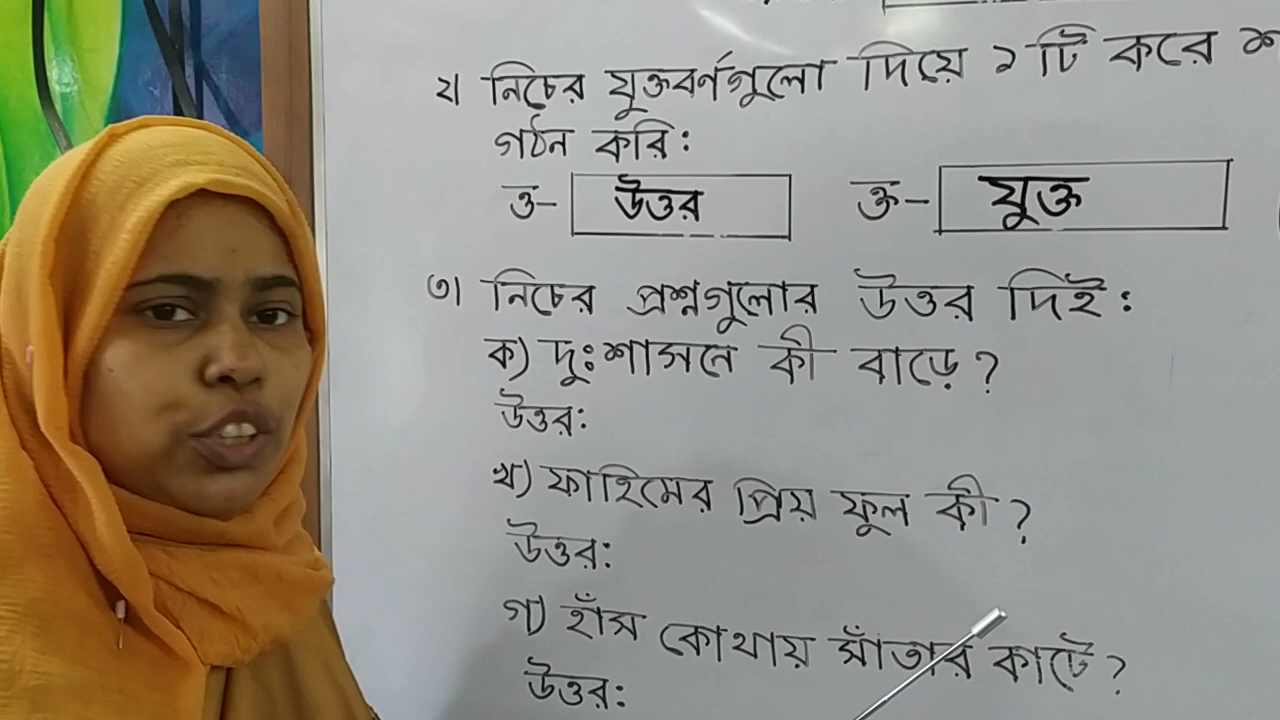 ২। নিচের যুক্তবর্ণগুলো দিয়ে ১ টি করে
গঠন করি:
ত্ত- উত্তর ক্ত- যুক্ত
৩। নিচের প্রশ্নগুলোর উত্তর দিই:
ক) দুঃশাসনে কী বাড়ে?
উত্তর:
খ) ফাহিমের প্রিয় ফুল কী?
উত্তর:
গ) হাঁস কোথায় সাঁতার কাটে?
উত্তর: